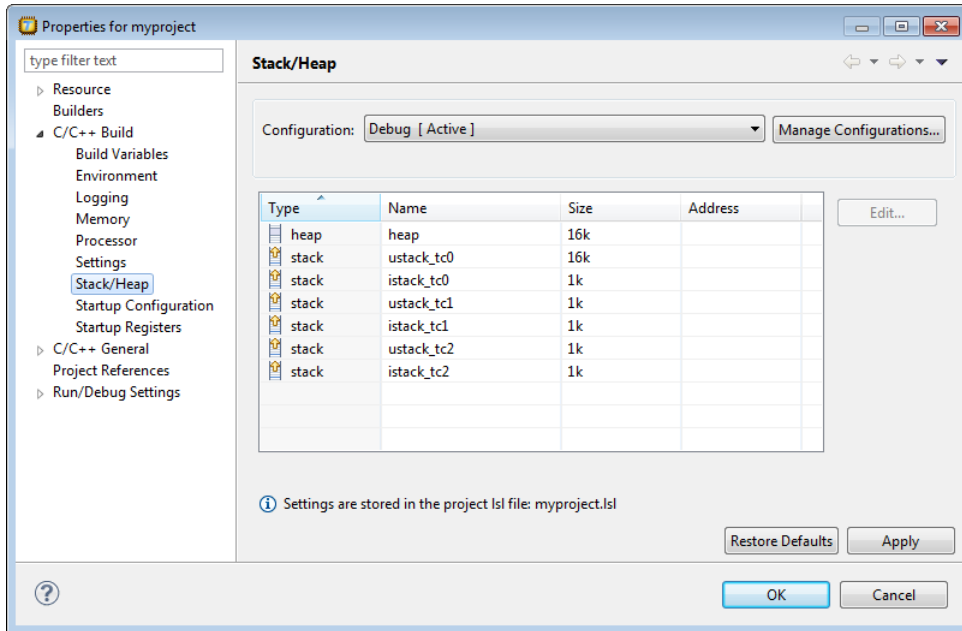 Properties for myproject
type filter text
Resource
Builders
C/C++ Build
Build Variables
Environment
Logging
Memory
Processor
Settings
Stack/Heap
Startup Configuration
Startup Registers
C/C++ General
Project References
Run/Debug Settings
Stack/Heap
Configuration: Debug [ Active ] Manage Configurations...
Type Name Size Address
heap heap 16k
stack ustack_tc0 16k
stack istack_tc0 1k
stack ustack_tc1 1k
stack istack_tc1 1k
stack ustack_tc2 1k
stack istack_tc2 1k
Edit...
Settings are stored in the project lsl file: myproject.lsl
Restore Defaults Apply
OK Cancel